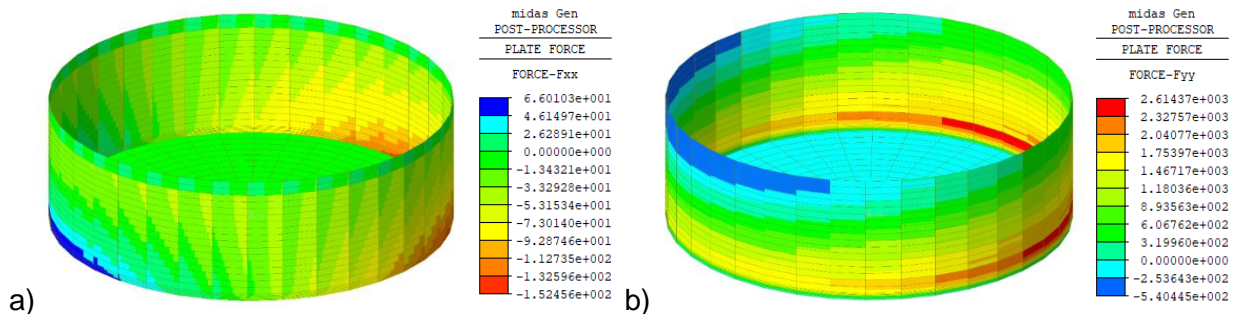 midas Gen
POST-PROCESSOR
PLATE FORCE
FORCE-Fxx
6.60103e+001
4.61497e+001
2.62891e+001
0.00000e+000
-1.34321e+001
-3.32928e+001
-5.31534e+001
-7.30140e+001
-9.28746e+001
-1.12735e+002
-1.32596e+002
-1.52456e+002
a)
midas Gen
POST-PROCESSOR
PLATE FORCE
FORCE-Fyy
2.61437e+003
2.32757e+003
2.04077e+003
1.75397e+003
1.46717e+003
1.18036e+003
8.93563e+002
6.06762e+002
3.19960e+002
0.00000e+000
-2.53643e+002
-5.40445e+002
b)